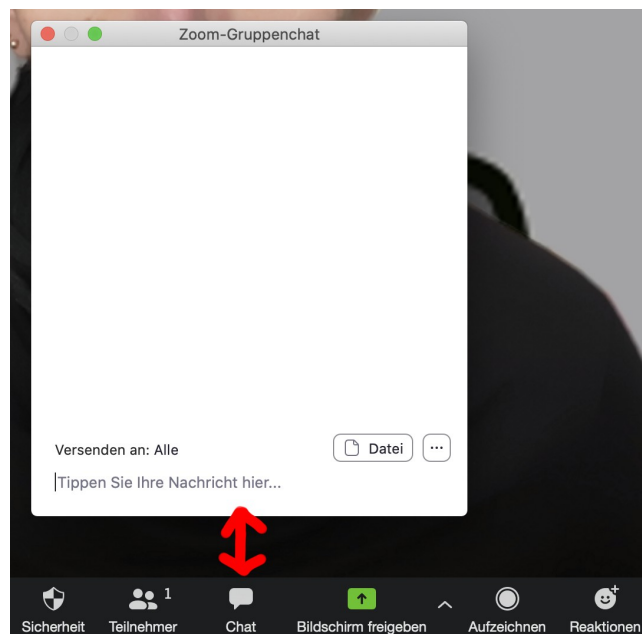 Zoom-Gruppenchat
Versenden an: Alle
Datei
...
Tippen Sie Ihre Nachricht hier...
1
Sicherheit
Teilnehmer
Chat
Bildschirm freigeben
Aufzeichnen
Reaktionen